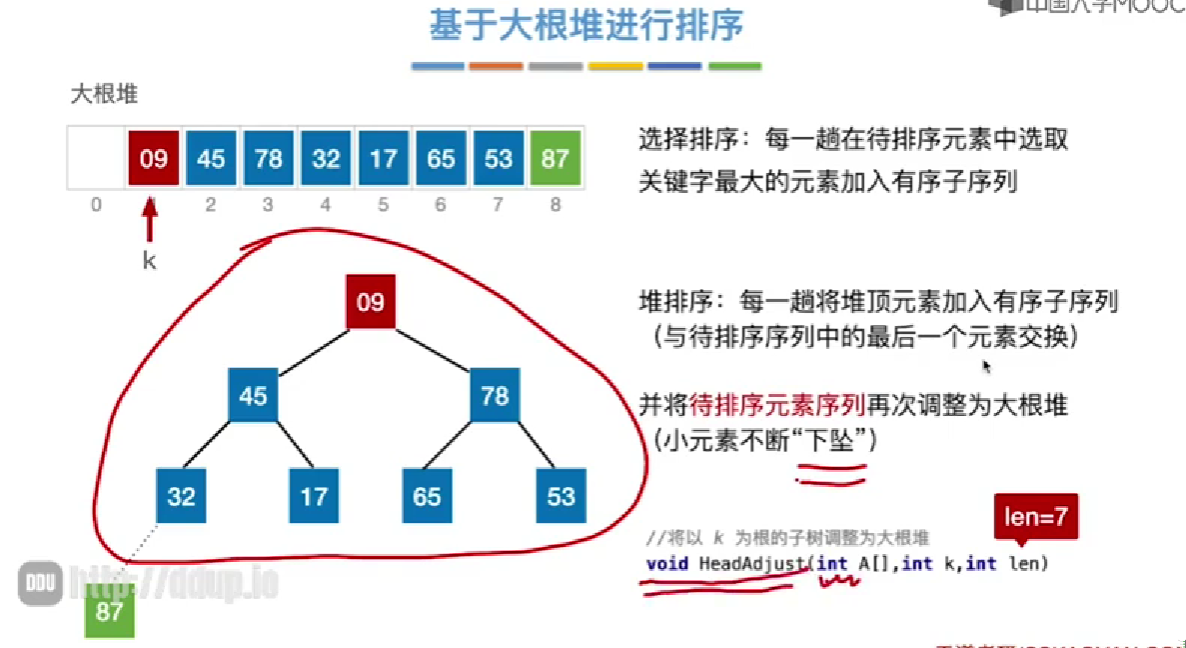 中国大学MOOC
基于大根堆进行排序
大根堆
09 45 78 32 17 65 53 87
0 2 3 4 5 6 7 8
k
选择排序：每一趟在待排序元素中选取
关键字最大的元素加入有序子序列
09
45 78
32 17 65 53
87
堆排序：每一趟将堆顶元素加入有序子序列
（与待排序序列中的最后一个元素交换）
并将待排序元素序列再次调整为大根堆
（小元素不断“下坠”）
len=7
//将以 k 为根的子树调整为大根堆
void HeadAdjust(int A[],int k,int len)
DDU http://ddup.io